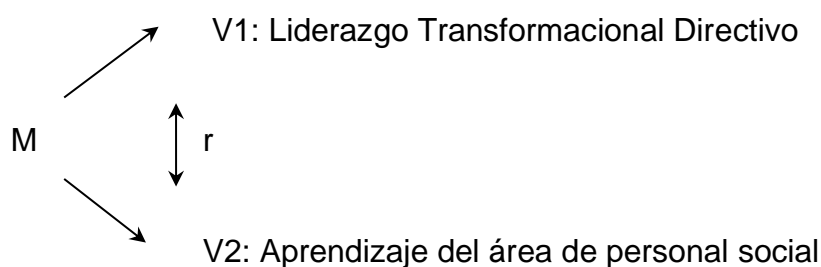 V1: Liderazgo Transformacional Directivo
M
r
V2: Aprendizaje del área de personal social